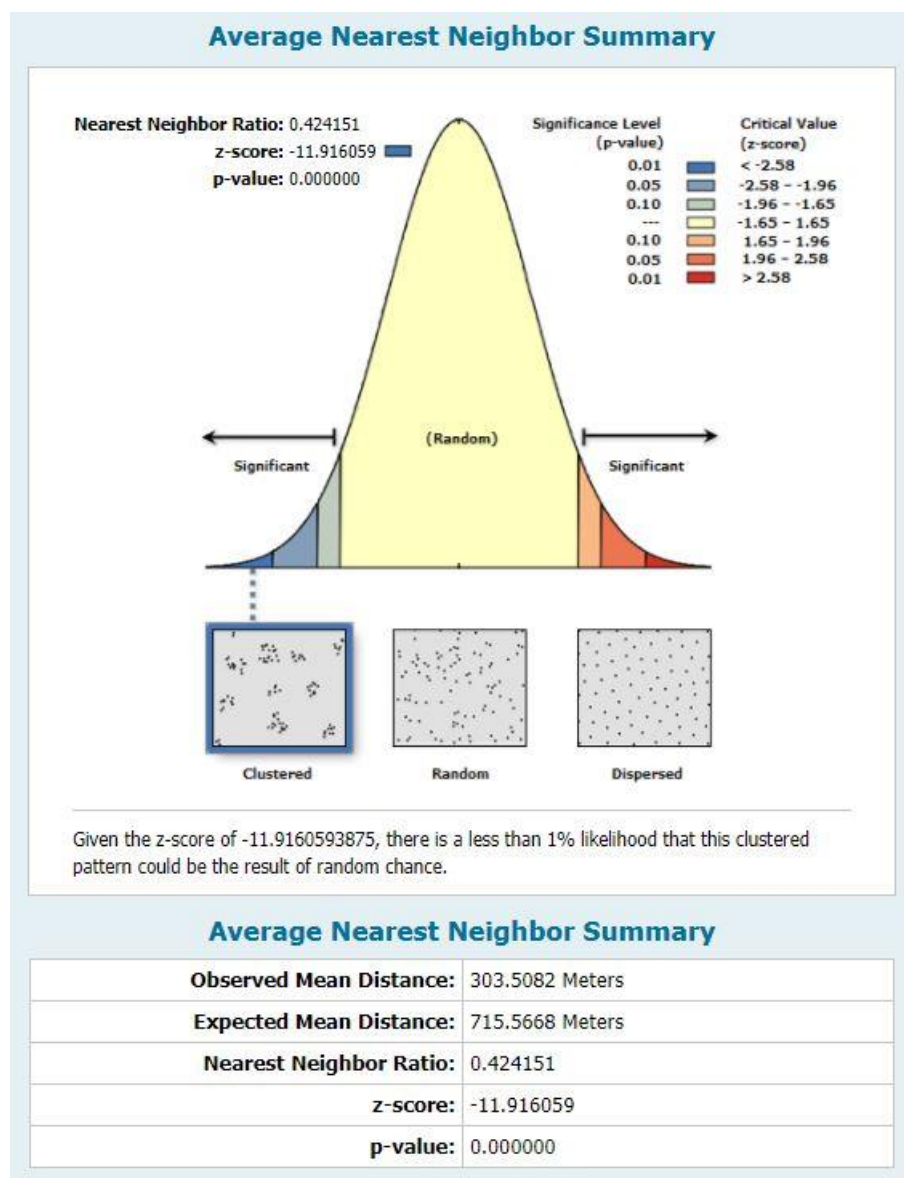 Average Nearest Neighbor Summary
Nearest Neighbor Ratio: 0.424151
z-score: -11.916059
p-value: 0.000000
Significance Level
(p-value)
Critical Value
(z-score)
0.01 < -2.58
0.05 -2.58 - -1.96
0.10 -1.96 - -1.65
--- -1.65 - 1.65
0.10 1.65 - 1.96
0.05 1.96 - 2.58
0.01 > 2.58
(Random)
Significant
Significant
Clustered
Random
Dispersed
Given the z-score of -11.9160593875, there is a less than 1% likelihood that this clustered
pattern could be the result of random chance.
Average Nearest Neighbor Summary
Observed Mean Distance: 303.5082 Meters
Expected Mean Distance: 715.5668 Meters
Nearest Neighbor Ratio: 0.424151
z-score: -11.916059
p-value: 0.000000